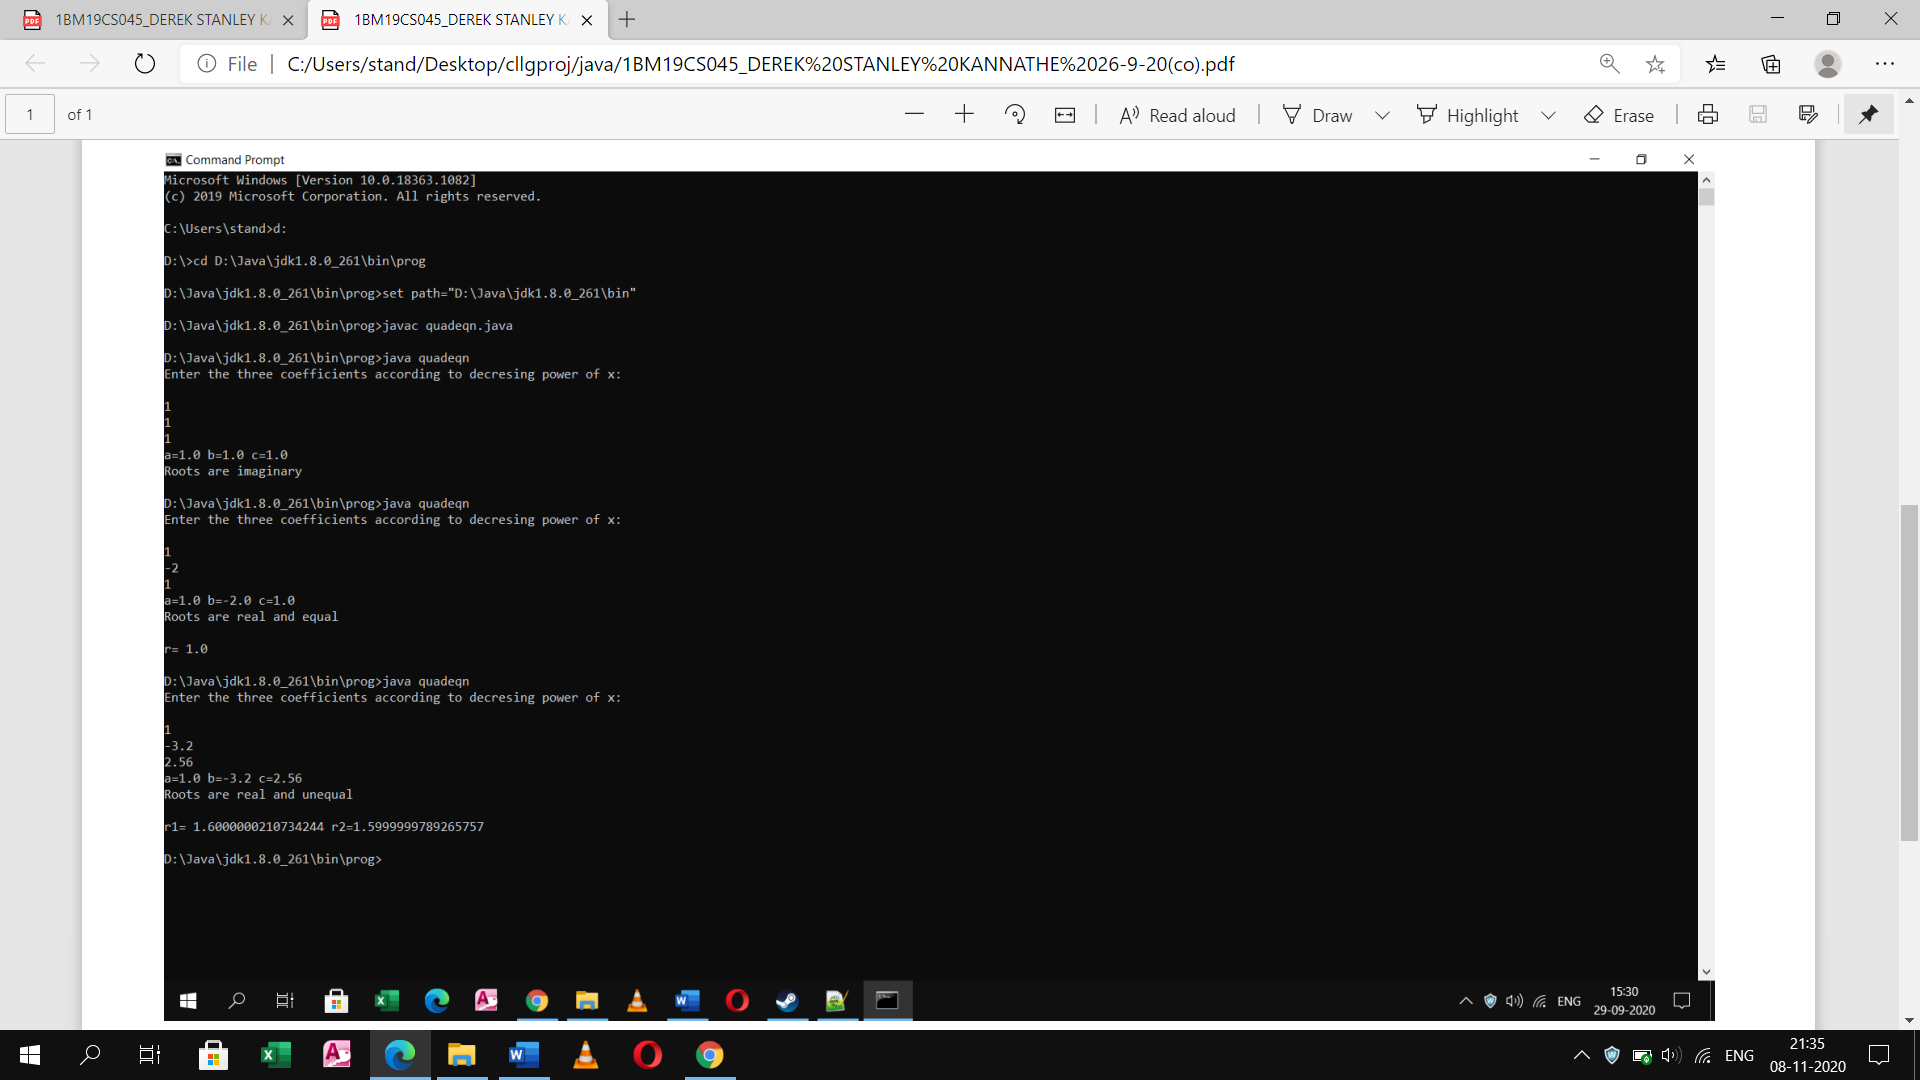 1BM19CS045_DEREK STANLEY K
1BM19CS045_DEREK STANLEY K
File
C:/Users/stand/Desktop/cllgproj/java/1BM19CS045_DEREK%20STANLEY%20KANNATHE%2026-9-20(co).pdf
1 of 1
Read aloud
Draw
Highlight
Erase
Command Prompt
Microsoft Windows [Version 10.0.18363.1082]
(c) 2019 Microsoft Corporation. All rights reserved.
C:\Users\stand>d:
D:\>cd D:\Java\jdk1.8.0_261\bin\prog
D:\Java\jdk1.8.0_261\bin\prog>set path="D:\Java\jdk1.8.0_261\bin"
D:\Java\jdk1.8.0_261\bin\prog>javac quadeqn.java
D:\Java\jdk1.8.0_261\bin\prog>java quadeqn
Enter the three coefficients according to decresing power of x:
1
1
1
a=1.0 b=1.0 c=1.0
Roots are imaginary
D:\Java\jdk1.8.0_261\bin\prog>java quadeqn
Enter the three coefficients according to decresing power of x:
1
-2
1
a=1.0 b=-2.0 c=1.0
Roots are real and equal
r= 1.0
D:\Java\jdk1.8.0_261\bin\prog>java quadeqn
Enter the three coefficients according to decresing power of x:
1
-3.2
2.56
a=1.0 b=-3.2 c=2.56
Roots are real and unequal
r1= 1.6000000210734244 r2=1.5999999789265757
D:\Java\jdk1.8.0_261\bin\prog>
ENG
15:30
29-09-2020
ENG
21:35
08-11-2020